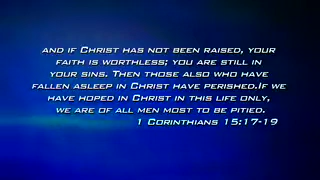 AND IF CHRIST HAS NOT BEEN RAISED, YOUR
FAITH IS WORTHLESS; YOU ARE STILL IN
YOUR SINS. THEN THOSE ALSO WHO HAVE
FALLEN ASLEEP IN CHRIST HAVE PERISHED.IF WE
HAVE HOPED IN CHRIST IN THIS LIFE ONLY,
WE ARE OF ALL MEN MOST TO BE PITIED.
1 CORINTHIANS 15:17-19